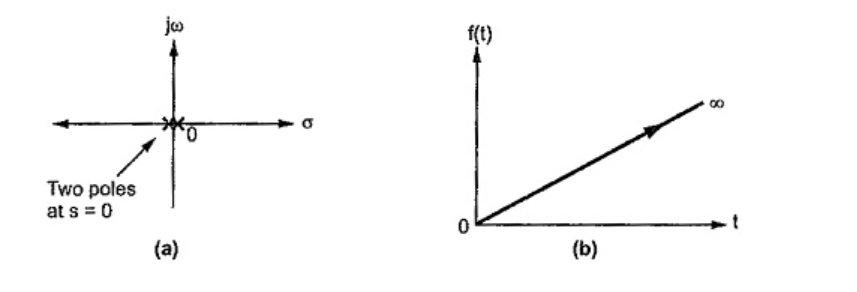 jω
0
σ
Two poles
at s = 0
(a)
f(t)
∞
0
t
(b)